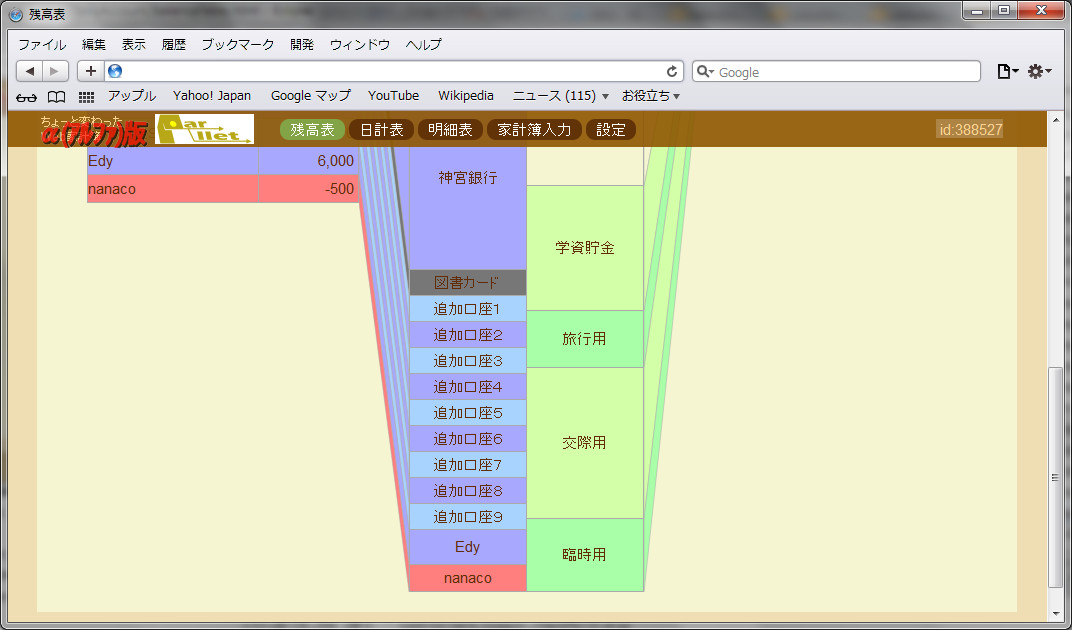 残高表
ファイル 編集 表示 履歴 ブックマーク 開発 ウィンドウ ヘルプ
Google
アップル Yahoo! Japan Google マップ YouTube Wikipedia ニュース (115) お役立ち
ちょーと変わった
α(アルファ)版
Par llet.
残高表 日計表 明細表 家計簿入力 設定
id:388527
Edy 6,000
nanaco -500
神宮銀行
学資貯金
図書カード
追加口座1
追加口座2
旅行用
追加口座3
追加口座4
追加口座5
追加口座6
交際用
追加口座7
追加口座8
追加口座9
Edy
臨時用
nanaco